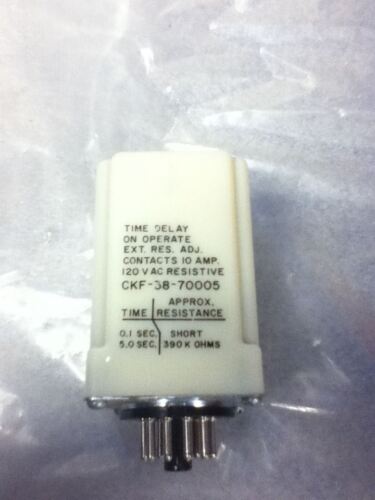 TIME DELAY
ON OPERATE
EXT. RES. ADJ.
CONTACTS 10 AMP.
120 VAC RESISTIVE
CKF-38-70005
APPROX.
TIME RESISTANCE
0.1 SEC. SHORT
5.0 SEC. 390 K OHMS